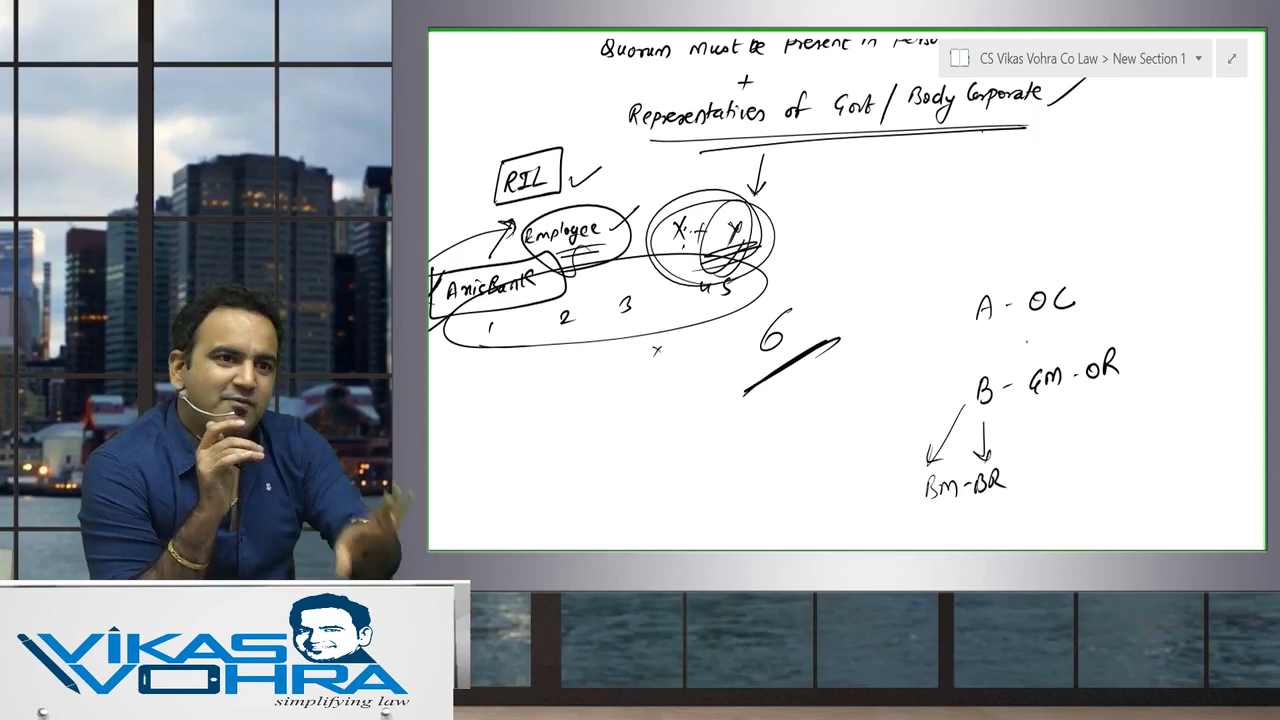 Quorum must be present in
+
CS Vikas Vohra Co Law > New Section 1
Representatives of Govt / Body Corporate
RIL
employee
X + Y
Axis Bank
1 2 3 4 5
6
A - OC
B - GM - OR
BM - BR
VIKAS
VOHRA
simplifying law